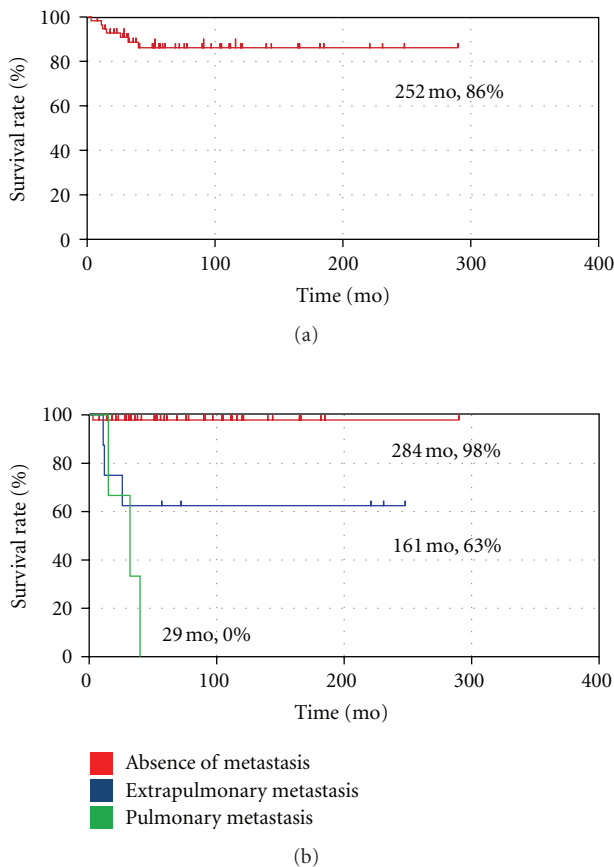 100
80
60
40
20
0
Survival rate (%)
252 mo, 86%
0 100 200 300 400
Time (mo)
(a)
100
80
60
40
20
0
Survival rate (%)
284 mo, 98%
161 mo, 63%
29 mo, 0%
0 100 200 300 400
Time (mo)
Absence of metastasis
Extrapulmonary metastasis
Pulmonary metastasis
(b)